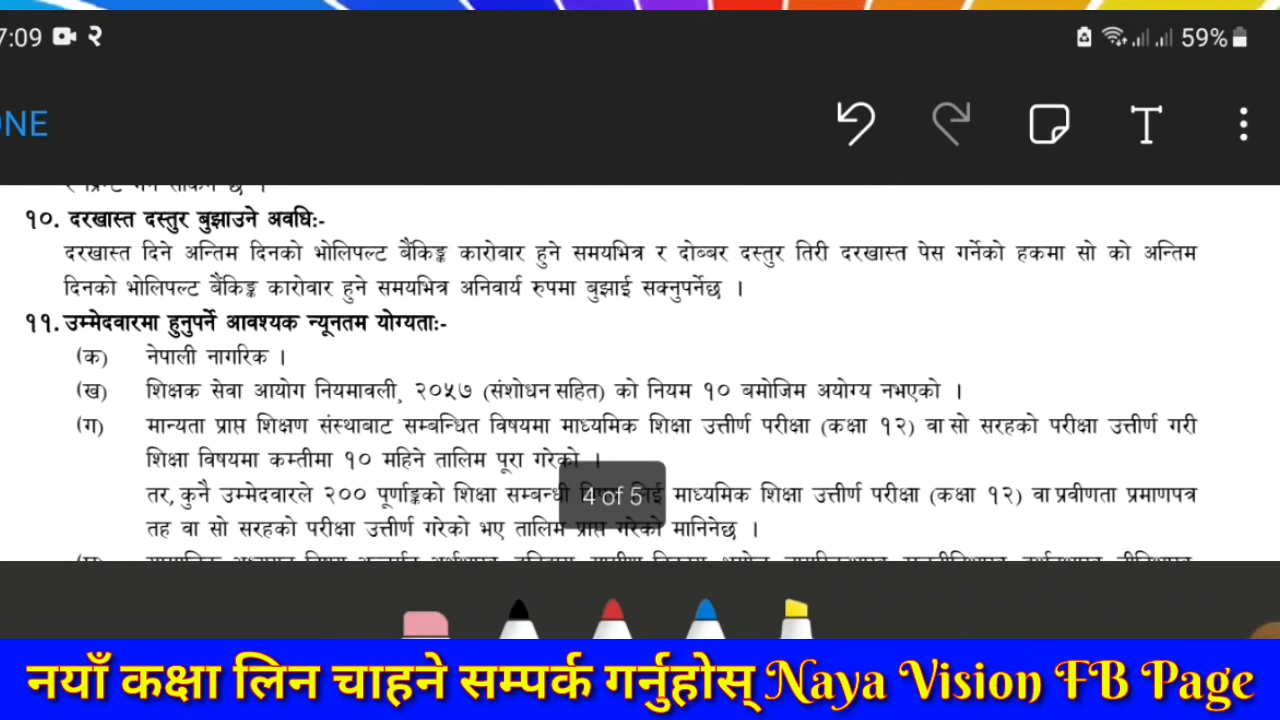 7:09 २ 59%
ONE
१०. दरखास्त दस्तुर बुझाउने अवधिः-
दरखास्त दिने अन्तिम दिनको भोलिपल्ट बैंकिङ्ग कारोवार हुने समयभित्र र दोब्बर दस्तुर तिरी दरखास्त पेस गर्नेको हकमा सो को अन्तिम
दिनको भोलिपल्ट बैंकिङ्ग कारोवार हुने समयभित्र अनिवार्य रुपमा बुझाई सक्नुपर्नेछ ।
११. उम्मेदवारमा हुनुपर्ने आवश्यक न्यूनतम योग्यताः-
(क) नेपाली नागरिक ।
(ख) शिक्षक सेवा आयोग नियमावली, २०५७ (संशोधन सहित) को नियम १० बमोजिम अयोग्य नभएको ।
(ग) मान्यता प्राप्त शिक्षण संस्थाबाट सम्बन्धित विषयमा माध्यमिक शिक्षा उत्तीर्ण परीक्षा (कक्षा १२) वा सो सरहको परीक्षा उत्तीर्ण गरी
शिक्षा विषयमा कम्तीमा १० महिने तालिम पूरा गरेको ।
तर, कुनै उम्मेदवारले २०० पूर्णाङ्कको शिक्षा सम्बन्धी लिई माध्यमिक शिक्षा उत्तीर्ण परीक्षा (कक्षा १२) वा प्रवीणता प्रमाणपत्र
4 of 5
तह वा सो सरहको परीक्षा उत्तीर्ण गरेको भए तालिम प्राप्त गरेको मानिनेछ ।
नयाँ कक्षा लिन चाहने सम्पर्क गर्नुहोस् Naya Vision FB Page